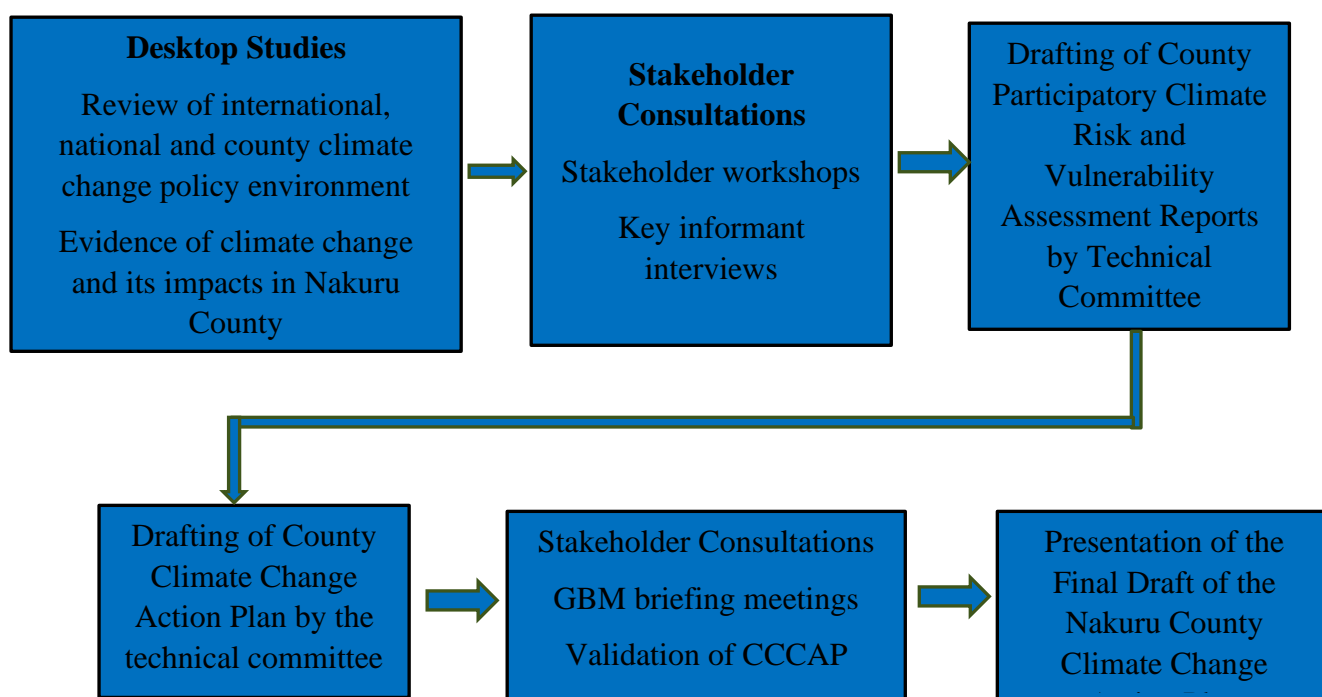 Desktop Studies
Review of international,
national and county climate
change policy environment
Evidence of climate change
and its impacts in Nakuru
County
Stakeholder
Consultations
Stakeholder workshops
Key informant
interviews
Drafting of County
Participatory Climate
Risk and
Vulnerability
Assessment Reports
by Technical
Committee
Drafting of County
Climate Change
Action Plan by the
technical committee
Stakeholder Consultations
GBM briefing meetings
Validation of CCCAP
Presentation of the
Final Draft of the
Nakuru County
Climate Change